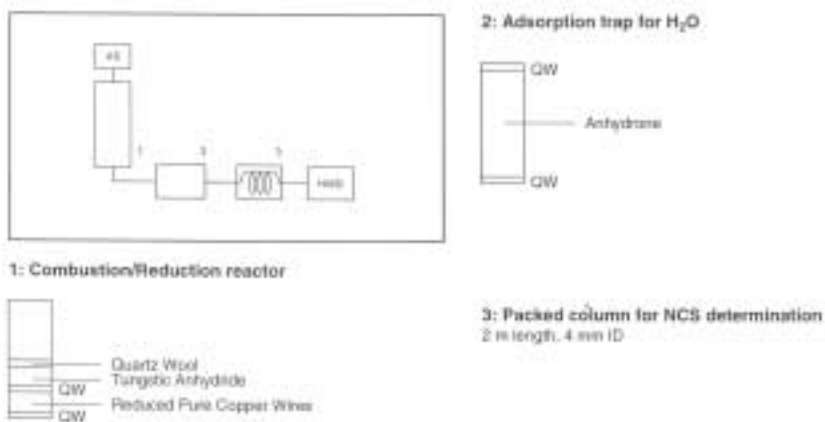 2: Adsorption trap for H₂O
AS
QW
1
2
3
Anhydrone
QW
1: Combustion/Reduction reactor
3: Packed column for NCS determination
2 m length, 4 mm ID
Quartz Wool
Tungstic Anhydride
QW
Reduced Pure Copper Wires
QW